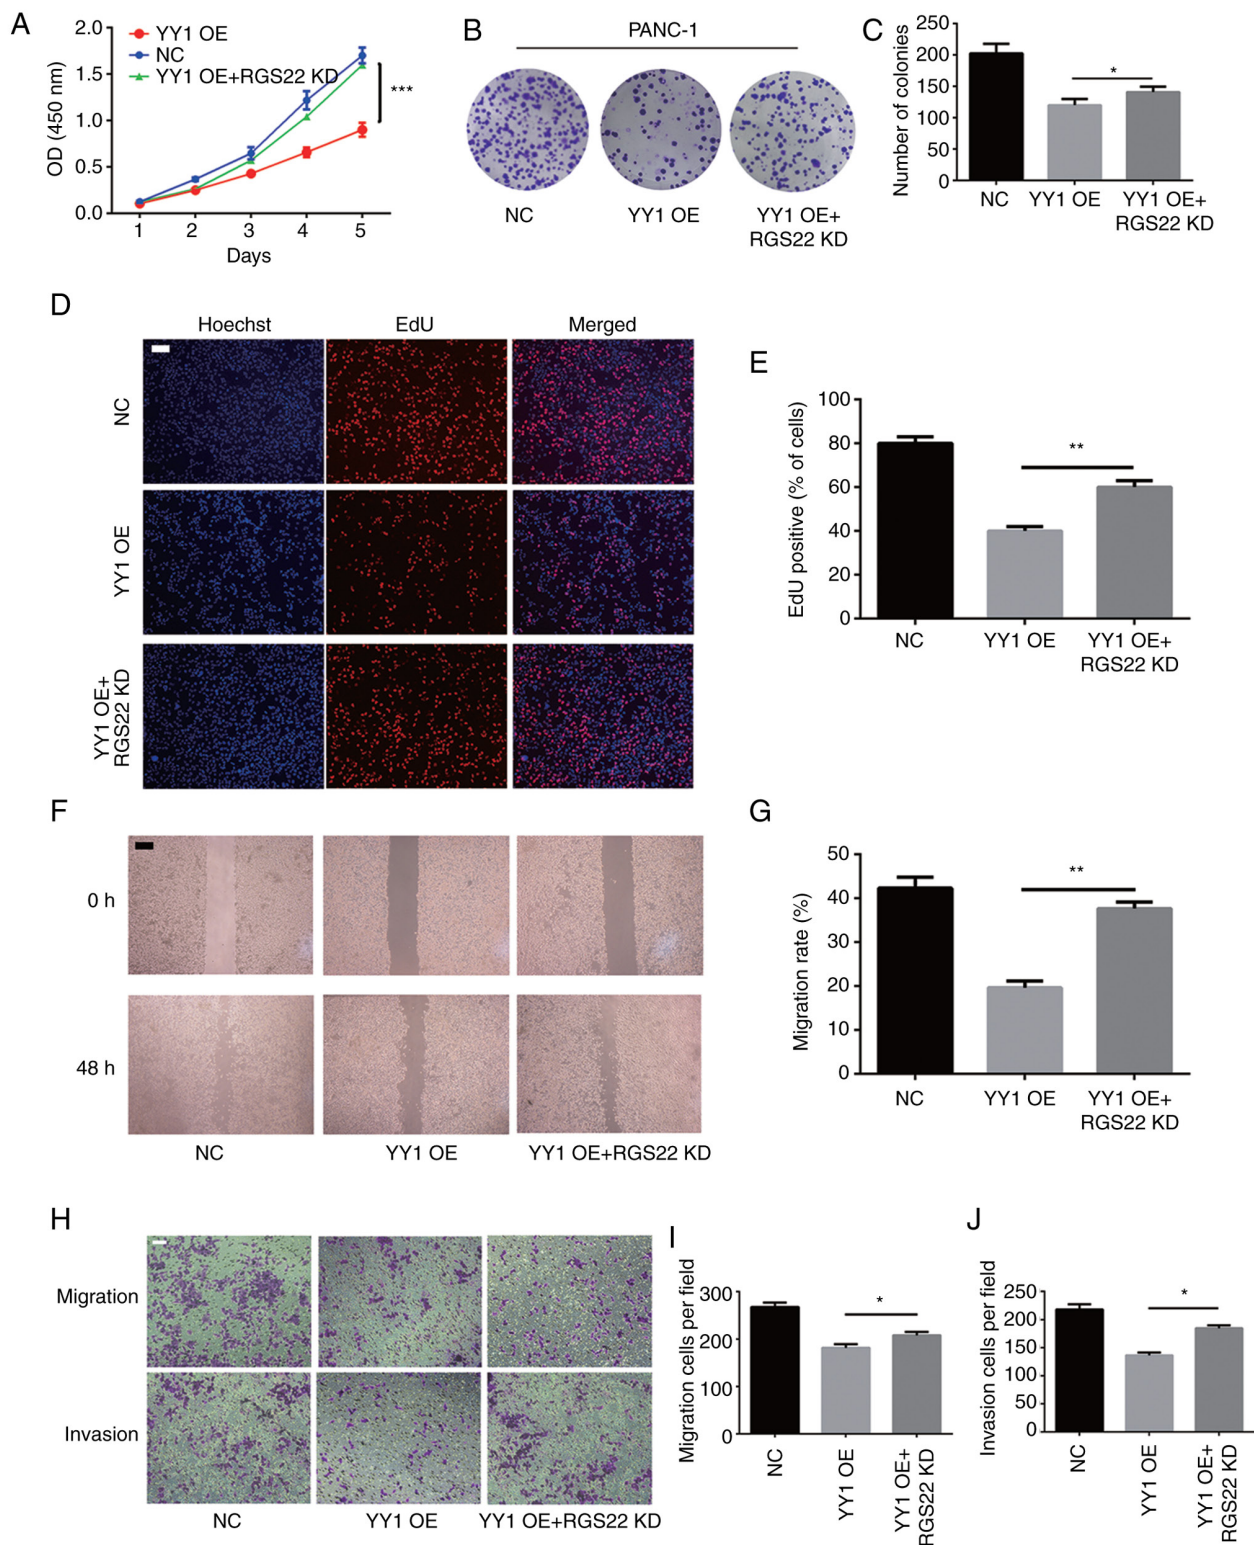 A
2.0
1.5
1.0
0.5
0.0
OD (450 nm)
YY1 OE
NC
YY1 OE+RGS22 KD
***
1 2 3 4 5
Days
B
PANC-1
NC
YY1 OE
YY1 OE+
RGS22 KD
C
Number of colonies
250
200
150
100
50
0
*
NC
YY1 OE
YY1 OE+
RGS22 KD
D
Hoechst
EdU
Merged
NC
YY1 OE
YY1 OE+
RGS22 KD
E
EdU positive (% of cells)
100
80
60
40
20
0
**
NC
YY1 OE
YY1 OE+
RGS22 KD
F
0 h
48 h
NC
YY1 OE
YY1 OE+RGS22 KD
G
Migration rate (%)
50
40
30
20
10
0
**
NC
YY1 OE
YY1 OE+
RGS22 KD
H
Migration
Invasion
NC
YY1 OE
YY1 OE+RGS22 KD
I
Migration cells per field
300
200
100
0
*
NC
YY1 OE
YY1 OE+
RGS22 KD
J
Invasion cells per field
250
200
150
100
50
0
*
NC
YY1 OE
YY1 OE+
RGS22 KD